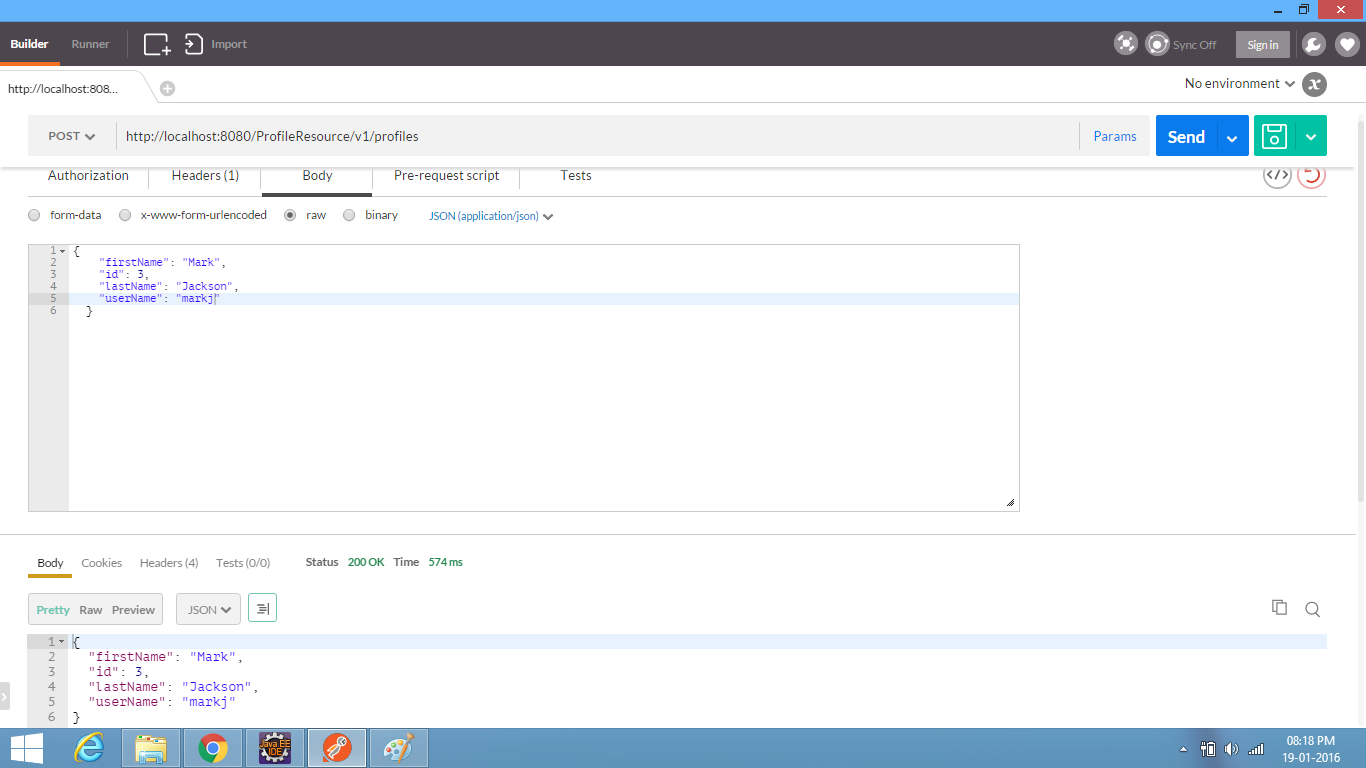 Builder Runner Import Sync Off Sign in
http://localhost:808... No environment
POST http://localhost:8080/ProfileResource/v1/profiles Params Send
Authorization Headers (1) Body Pre-request script Tests
form-data x-www-form-urlencoded raw binary JSON (application/json)
1 {
2 "firstName": "Mark",
3 "id": 3,
4 "lastName": "Jackson",
5 "userName": "markj"
6 }
Body Cookies Headers (4) Tests (0/0) Status 200 OK Time 574 ms
Pretty Raw Preview JSON
1 {
2 "firstName": "Mark",
3 "id": 3,
4 "lastName": "Jackson",
5 "userName": "markj"
6 }
Java EE
IDE
08:18 PM
19-01-2016